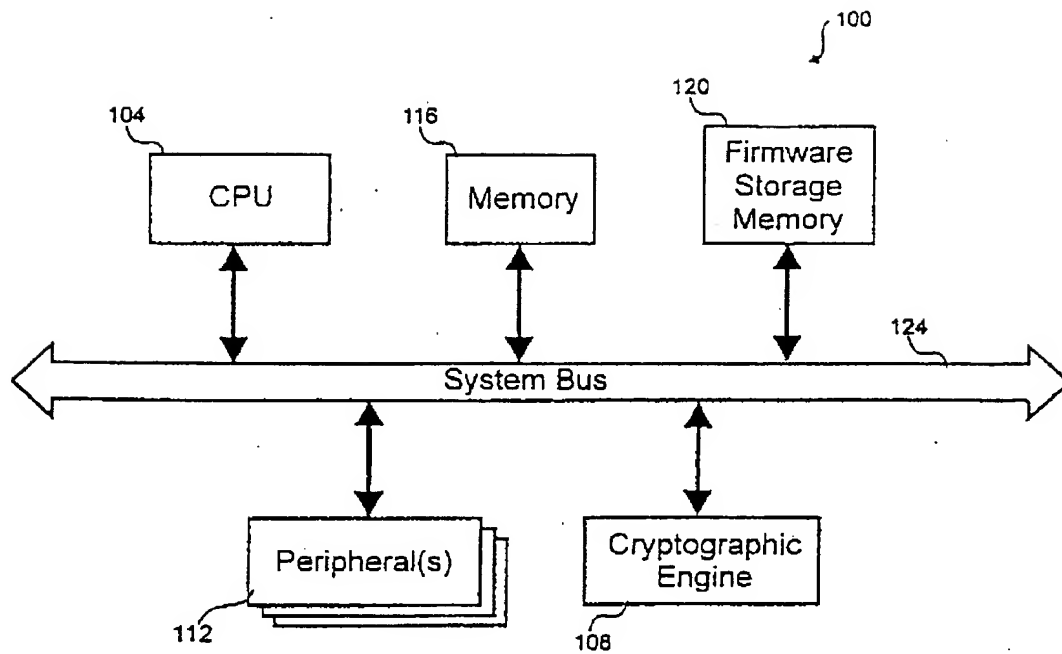 100
104
116
120
CPU
Memory
Firmware
Storage
Memory
124
System Bus
Peripheral(s)
Cryptographic
Engine
112
108